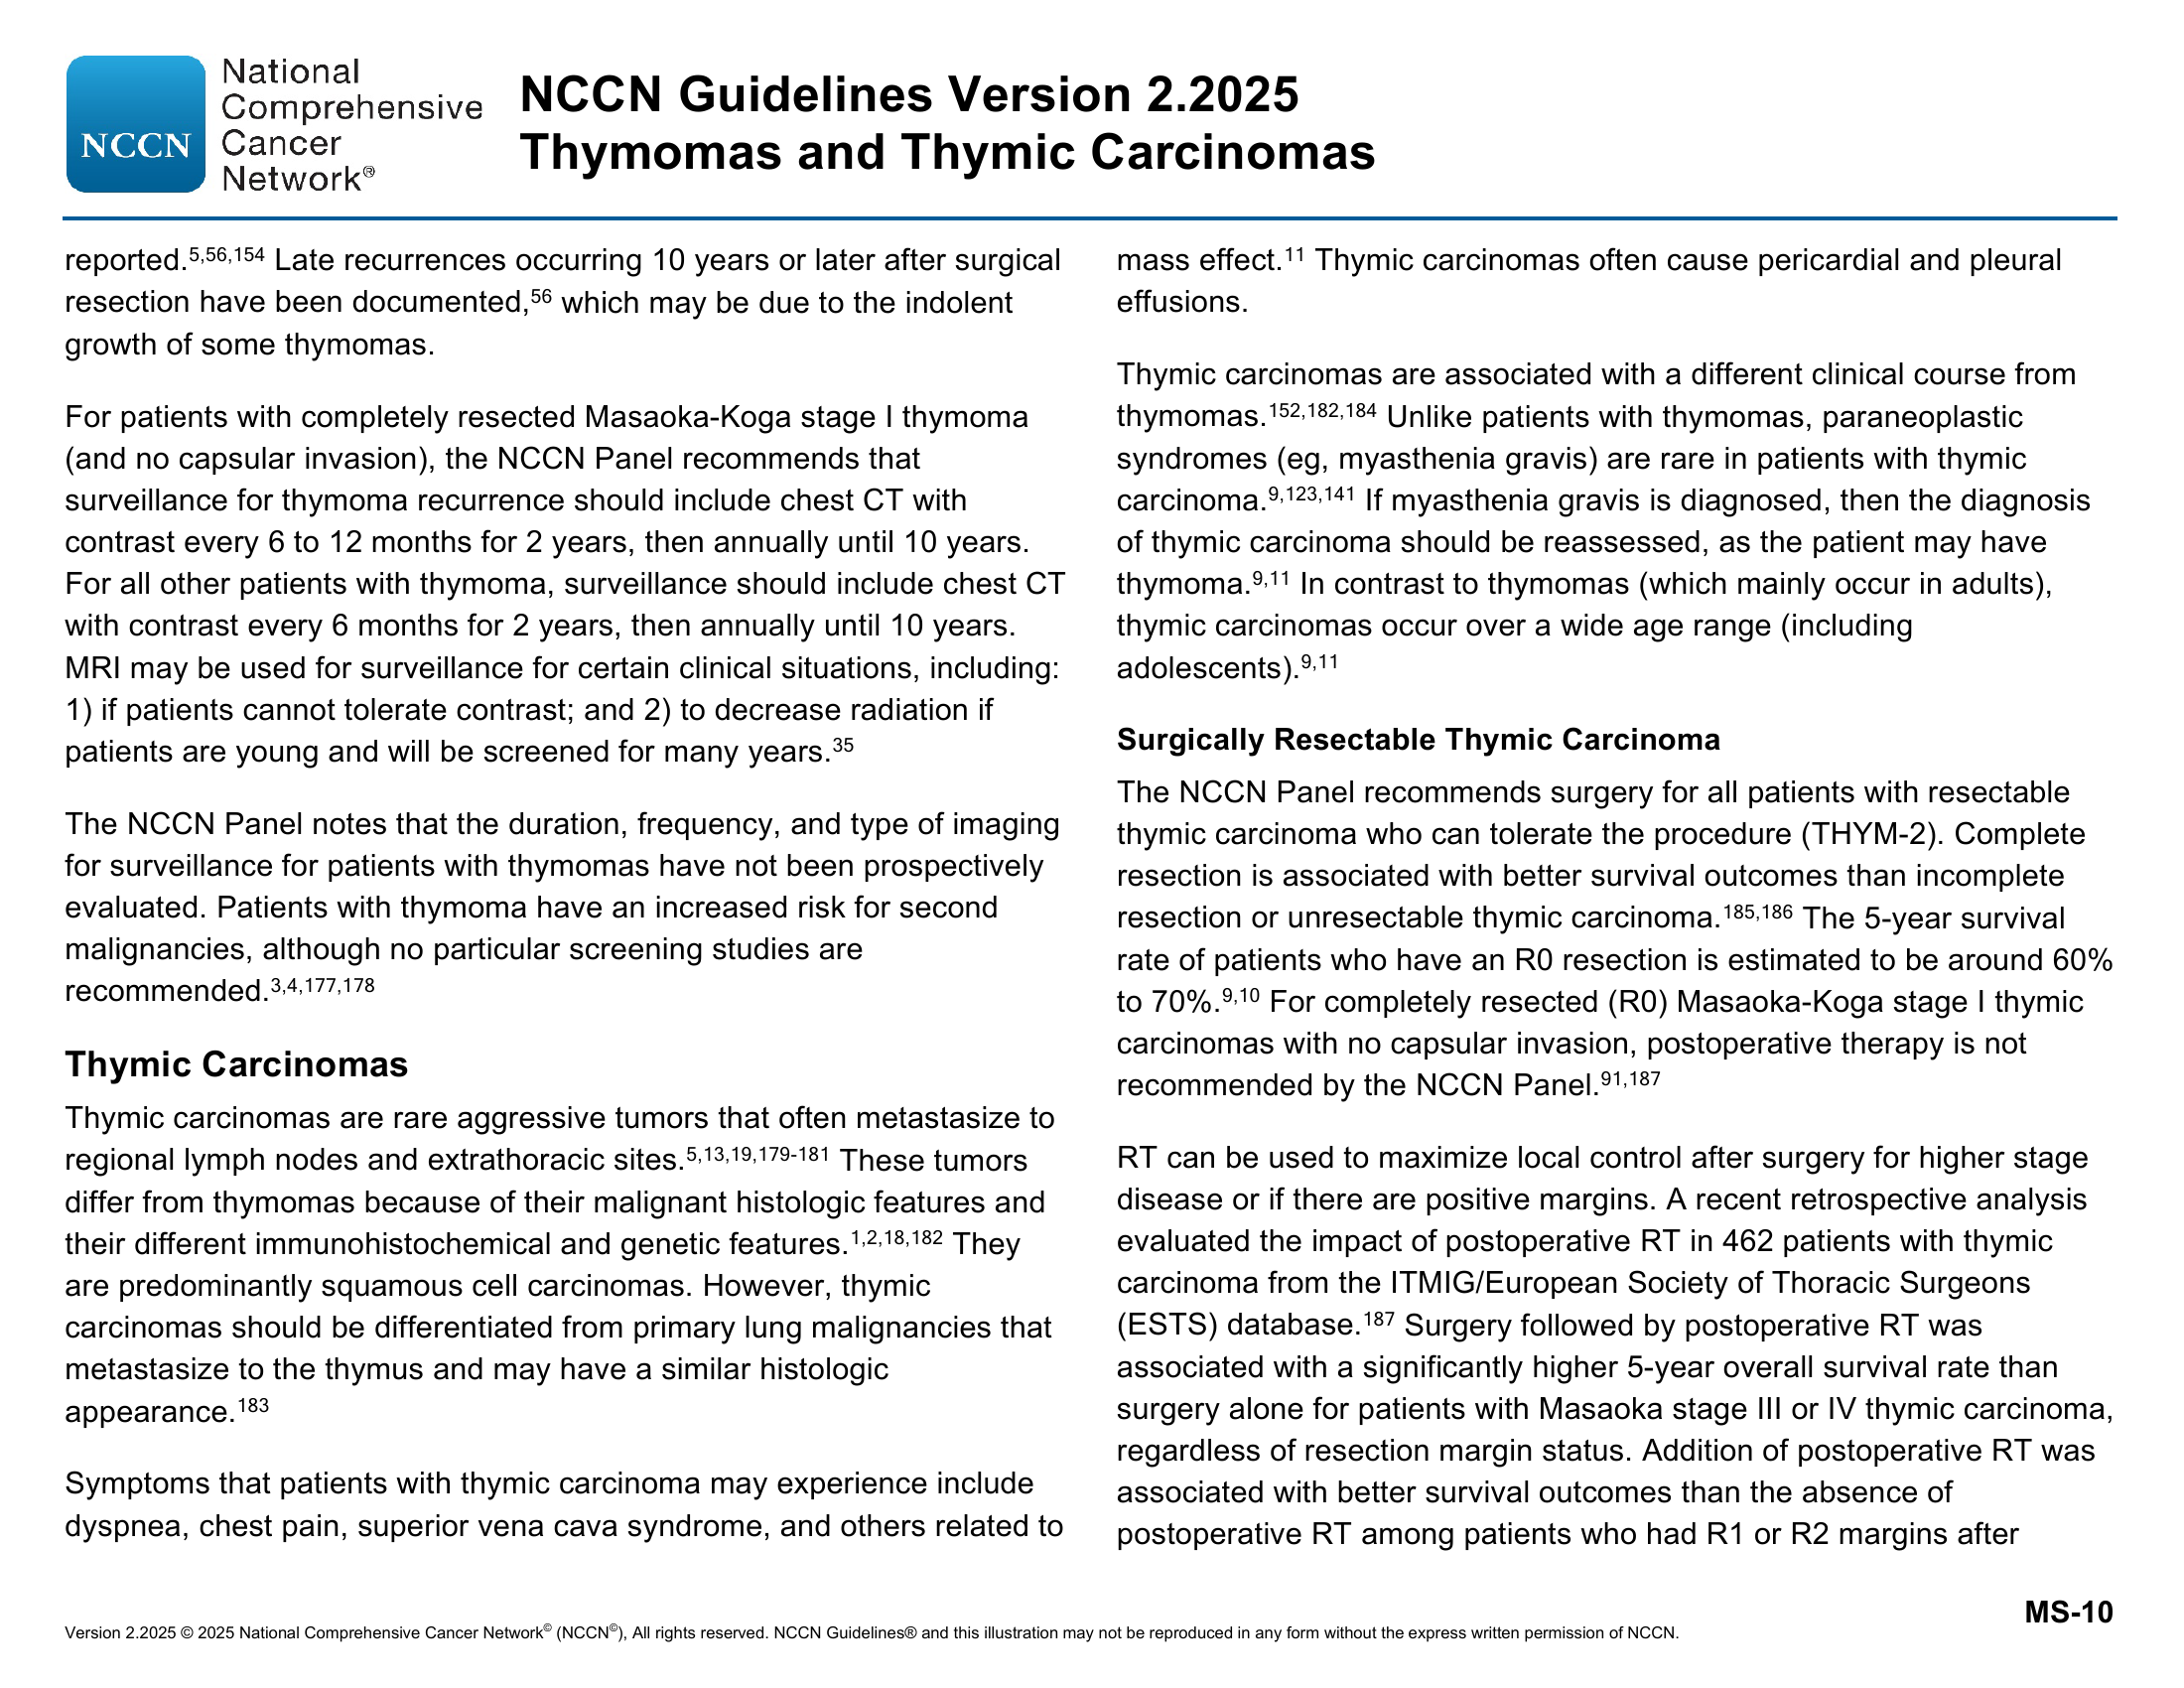 NCCN
National
Comprehensive
Cancer
Network®
NCCN Guidelines Version 2.2025
Thymomas and Thymic Carcinomas
reported.5,56,154 Late recurrences occurring 10 years or later after surgical
resection have been documented,56 which may be due to the indolent
growth of some thymomas.
For patients with completely resected Masaoka-Koga stage I thymoma
(and no capsular invasion), the NCCN Panel recommends that
surveillance for thymoma recurrence should include chest CT with
contrast every 6 to 12 months for 2 years, then annually until 10 years.
For all other patients with thymoma, surveillance should include chest CT
with contrast every 6 months for 2 years, then annually until 10 years.
MRI may be used for surveillance for certain clinical situations, including:
1) if patients cannot tolerate contrast; and 2) to decrease radiation if
patients are young and will be screened for many years.35
The NCCN Panel notes that the duration, frequency, and type of imaging
for surveillance for patients with thymomas have not been prospectively
evaluated. Patients with thymoma have an increased risk for second
malignancies, although no particular screening studies are
recommended.3,4,177,178
Thymic Carcinomas
Thymic carcinomas are rare aggressive tumors that often metastasize to
regional lymph nodes and extrathoracic sites.5,13,19,179-181 These tumors
differ from thymomas because of their malignant histologic features and
their different immunohistochemical and genetic features.1,2,18,182 They
are predominantly squamous cell carcinomas. However, thymic
carcinomas should be differentiated from primary lung malignancies that
metastasize to the thymus and may have a similar histologic
appearance.183
Symptoms that patients with thymic carcinoma may experience include
dyspnea, chest pain, superior vena cava syndrome, and others related to
mass effect.11 Thymic carcinomas often cause pericardial and pleural
effusions.
Thymic carcinomas are associated with a different clinical course from
thymomas.152,182,184 Unlike patients with thymomas, paraneoplastic
syndromes (eg, myasthenia gravis) are rare in patients with thymic
carcinoma.9,123,141 If myasthenia gravis is diagnosed, then the diagnosis
of thymic carcinoma should be reassessed, as the patient may have
thymoma.9,11 In contrast to thymomas (which mainly occur in adults),
thymic carcinomas occur over a wide age range (including
adolescents).9,11
Surgically Resectable Thymic Carcinoma
The NCCN Panel recommends surgery for all patients with resectable
thymic carcinoma who can tolerate the procedure (THYM-2). Complete
resection is associated with better survival outcomes than incomplete
resection or unresectable thymic carcinoma.185,186 The 5-year survival
rate of patients who have an R0 resection is estimated to be around 60%
to 70%.9,10 For completely resected (R0) Masaoka-Koga stage I thymic
carcinomas with no capsular invasion, postoperative therapy is not
recommended by the NCCN Panel.91,187
RT can be used to maximize local control after surgery for higher stage
disease or if there are positive margins. A recent retrospective analysis
evaluated the impact of postoperative RT in 462 patients with thymic
carcinoma from the ITMIG/European Society of Thoracic Surgeons
(ESTS) database.187 Surgery followed by postoperative RT was
associated with a significantly higher 5-year overall survival rate than
surgery alone for patients with Masaoka stage III or IV thymic carcinoma,
regardless of resection margin status. Addition of postoperative RT was
associated with better survival outcomes than the absence of
postoperative RT among patients who had R1 or R2 margins after
MS-10
Version 2.2025 © 2025 National Comprehensive Cancer Network© (NCCN©), All rights reserved. NCCN Guidelines® and this illustration may not be reproduced in any form without the express written permission of NCCN.